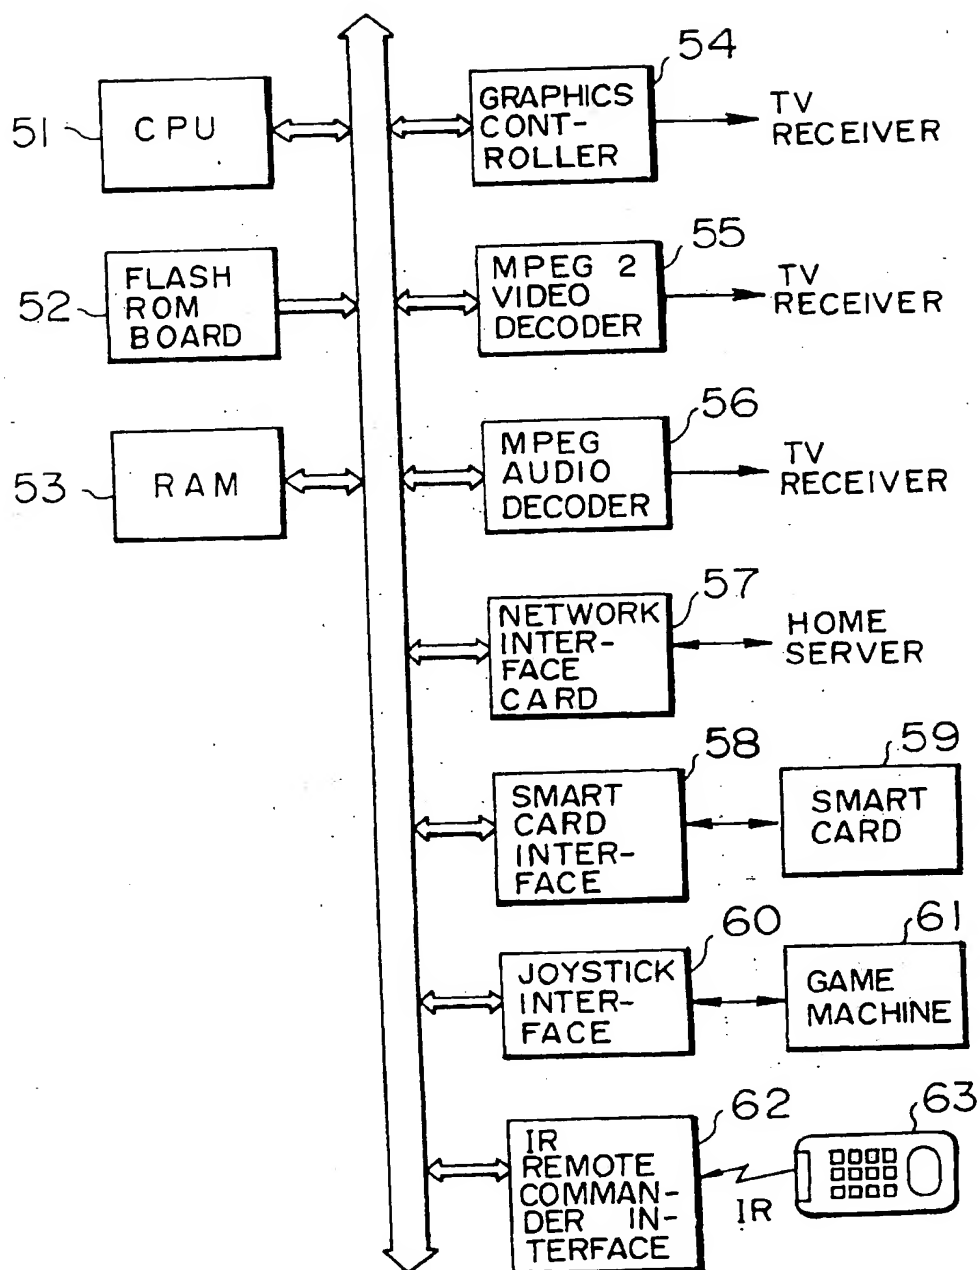 51
CPU
54
GRAPHICS
CONT-
ROLLER
TV
RECEIVER
52
FLASH
ROM
BOARD
55
MPEG 2
VIDEO
DECODER
TV
RECEIVER
53
RAM
56
MPEG
AUDIO
DECODER
TV
RECEIVER
57
NETWORK
INTER-
FACE
CARD
HOME
SERVER
58
SMART
CARD
INTER-
FACE
59
SMART
CARD
60
JOYSTICK
INTER-
FACE
61
GAME
MACHINE
62
IR
REMOTE
COMMAN-
DER IN-
TERFACE
IR
63